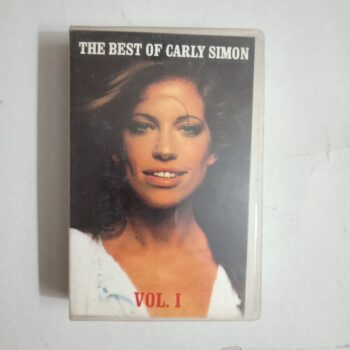 THE BEST OF CARLY SIMON
VOL. I